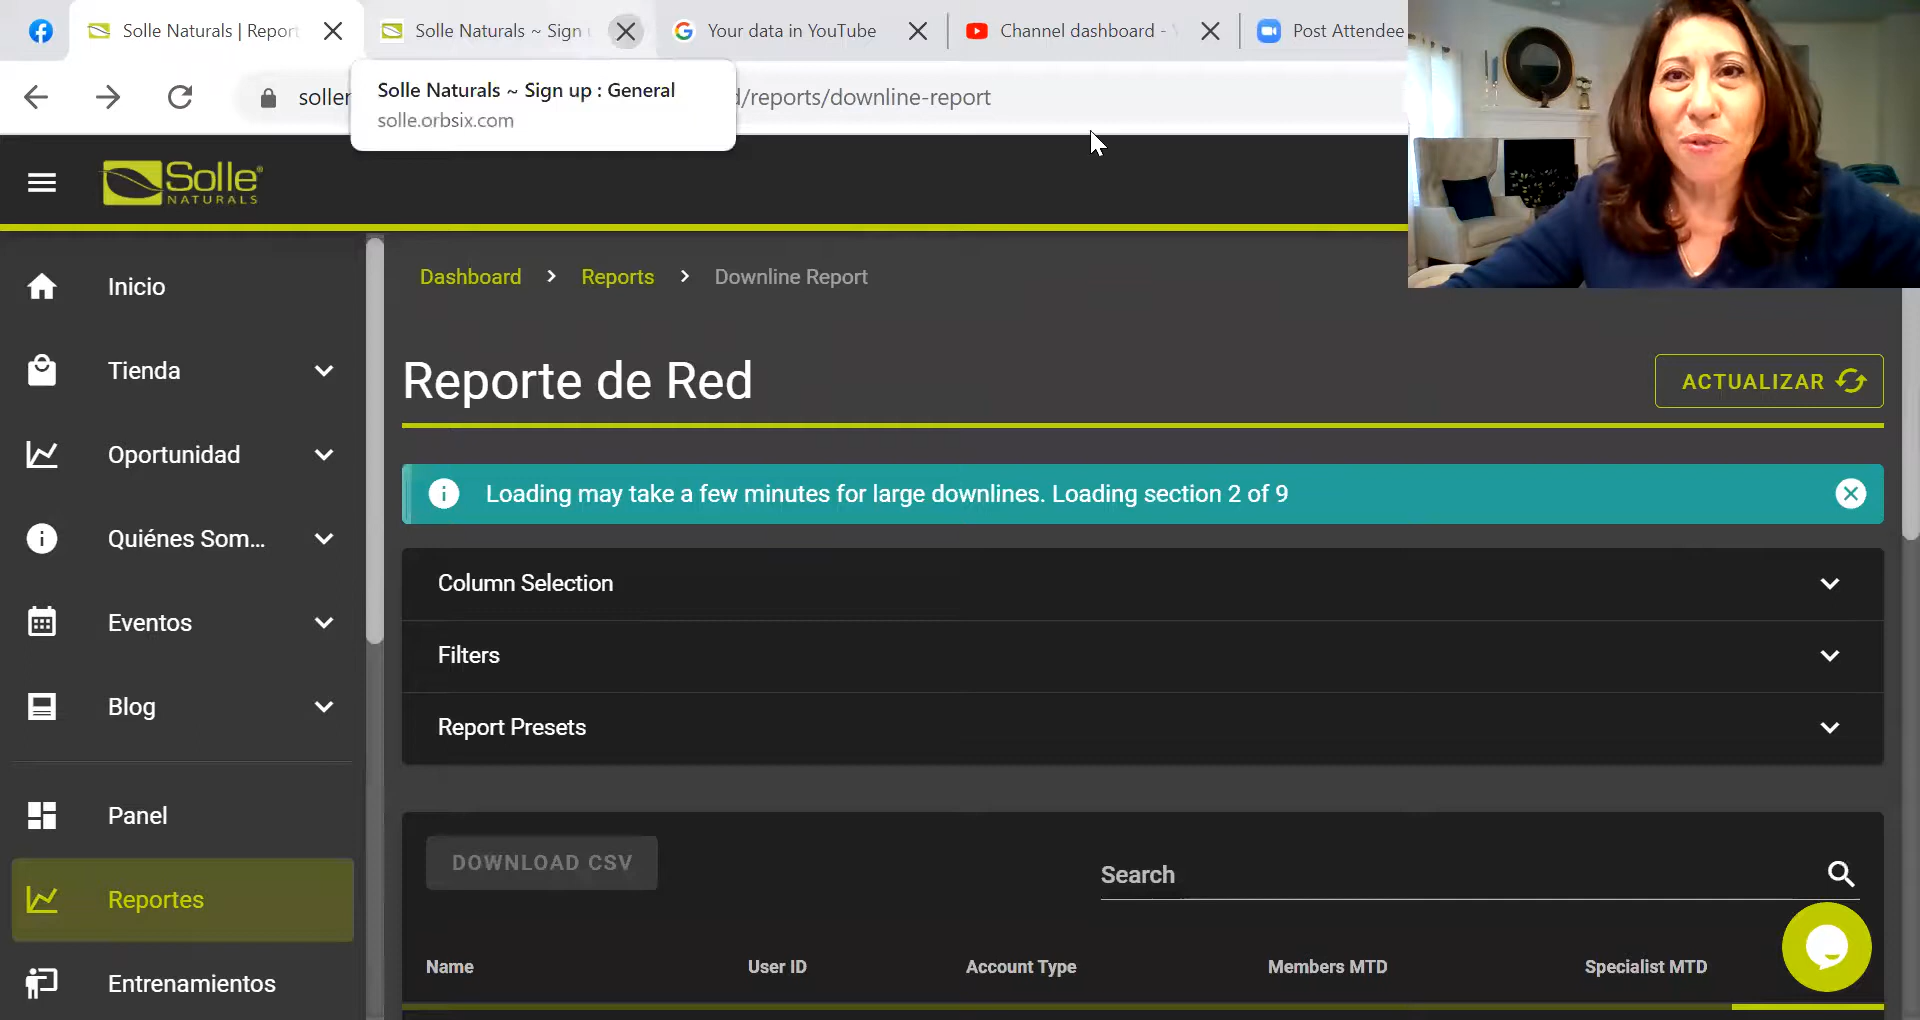 Solle Naturals | Report
Solle Naturals ~ Sign
Your data in YouTube
Channel dashboard -
Post Attendee
Solle Naturals ~ Sign up : General
solle.orbsix.com
soller
/reports/downline-report
Solle
NATURALS
Inicio
Tienda
Oportunidad
Quiénes Som...
Eventos
Blog
Panel
Reportes
Entrenamientos
Dashboard > Reports > Downline Report
Reporte de Red
ACTUALIZAR
Loading may take a few minutes for large downlines. Loading section 2 of 9
Column Selection
Filters
Report Presets
DOWNLOAD CSV
Search
Name User ID Account Type Members MTD Specialist MTD